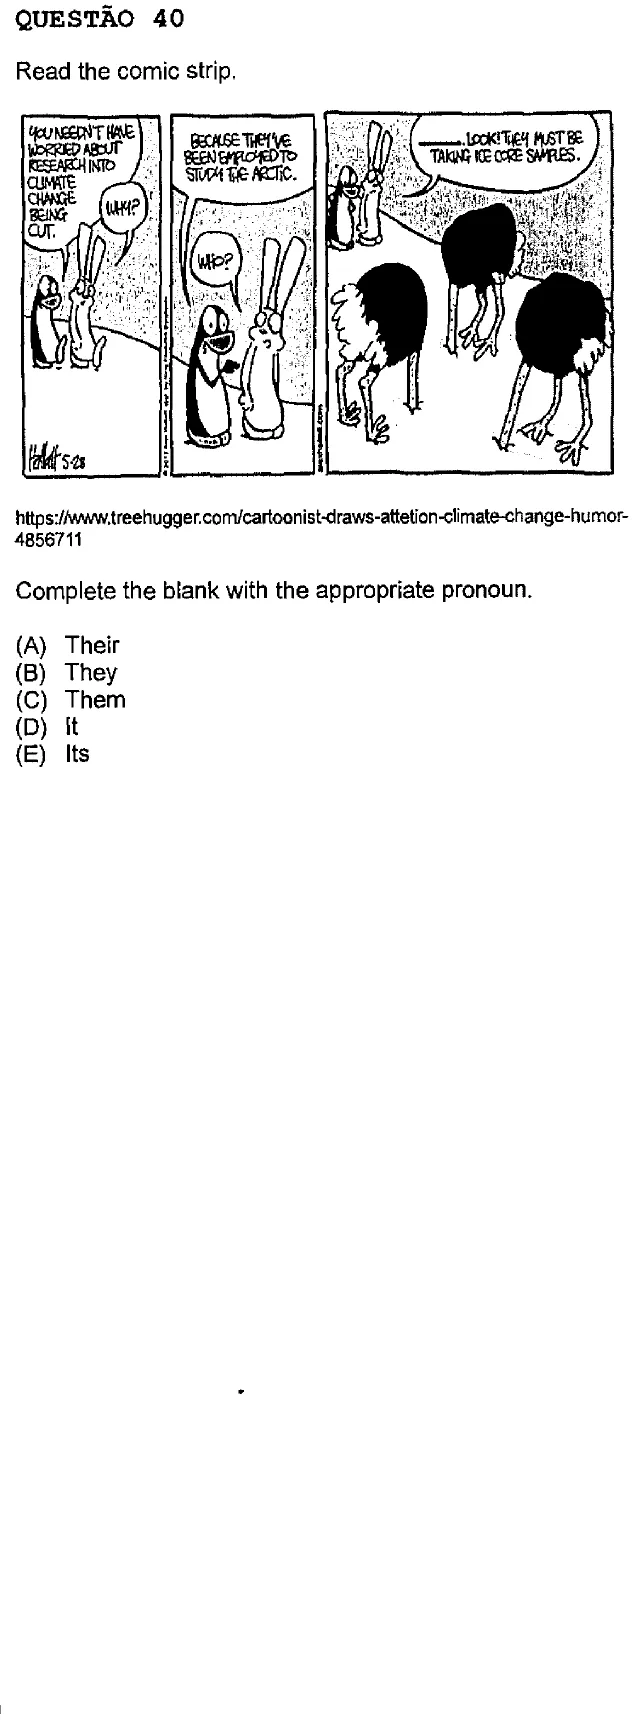 QUESTÃO 40
Read the comic strip.
YOU NEEDN'T HAVE
WORRIED ABOUT
RESEARCH INTO
CLIMATE
CHANGE
BEING
CUT.
WHY?
BECAUSE THEY'VE
BEEN EMPLOYED TO
STUDY THE ARCTIC.
WHO?
______. LOOK! THEY MUST BE
TAKING ICE CORE SAMPLES.
5-28
https://www.treehugger.com/cartoonist-draws-attetion-climate-change-humor-
4856711
Complete the blank with the appropriate pronoun.
(A) Their
(B) They
(C) Them
(D) It
(E) Its